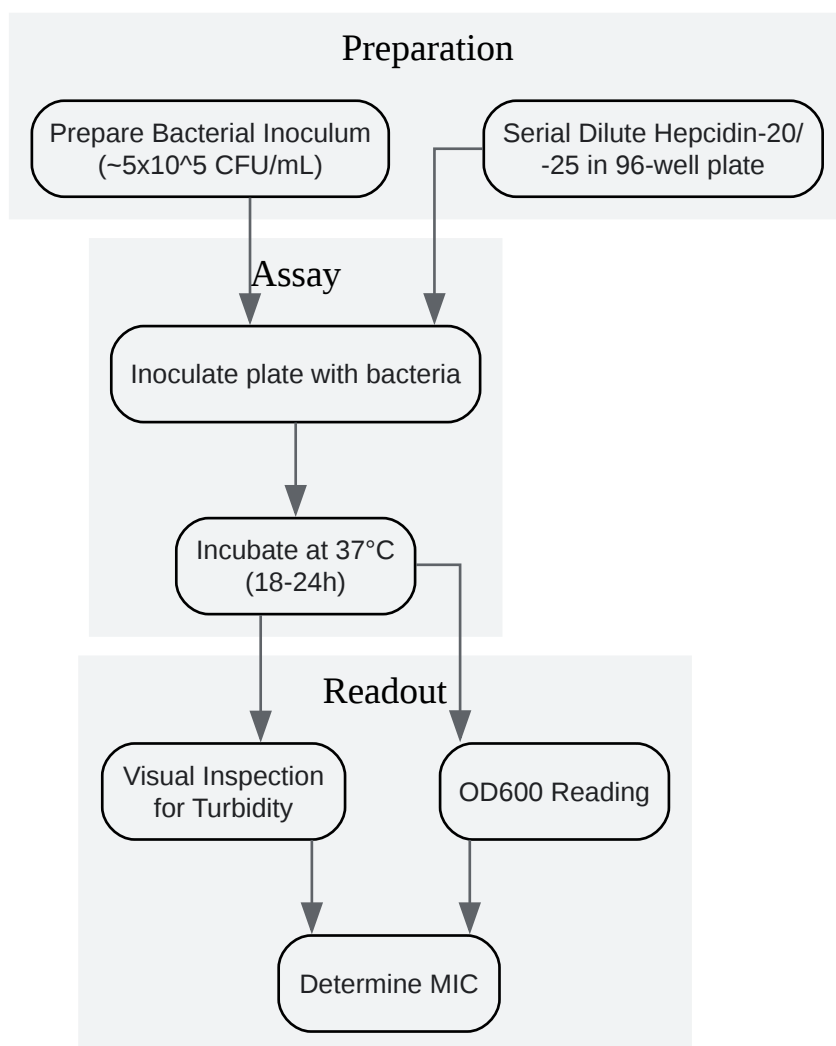 Preparation
Prepare Bacterial Inoculum
(~5x10^5 CFU/mL)
Serial Dilute Hepcidin-20/
-25 in 96-well plate
Assay
Inoculate plate with bacteria
Incubate at 37°C
(18-24h)
Readout
Visual Inspection
for Turbidity
OD600 Reading
Determine MIC